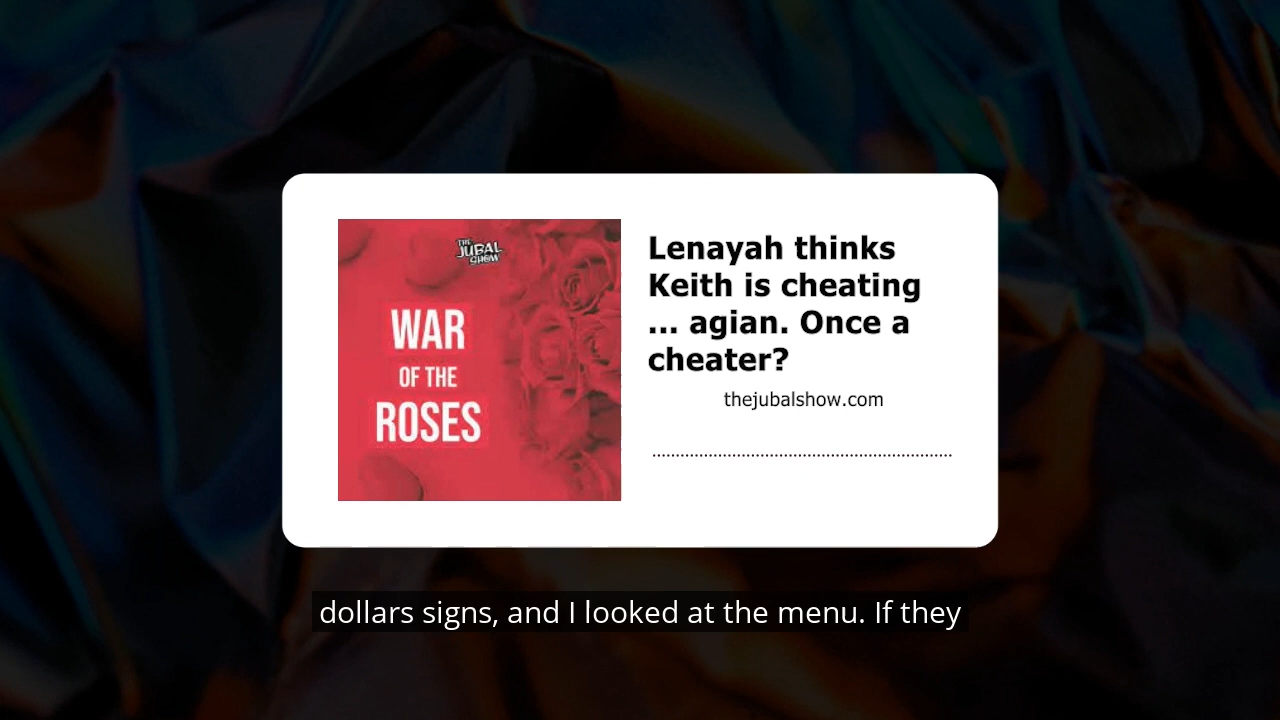 THE
JUBAL
SHOW
WAR
OF THE
ROSES
Lenayah thinks
Keith is cheating
... agian. Once a
cheater?
thejubalshow.com
dollars signs, and I looked at the menu. If they